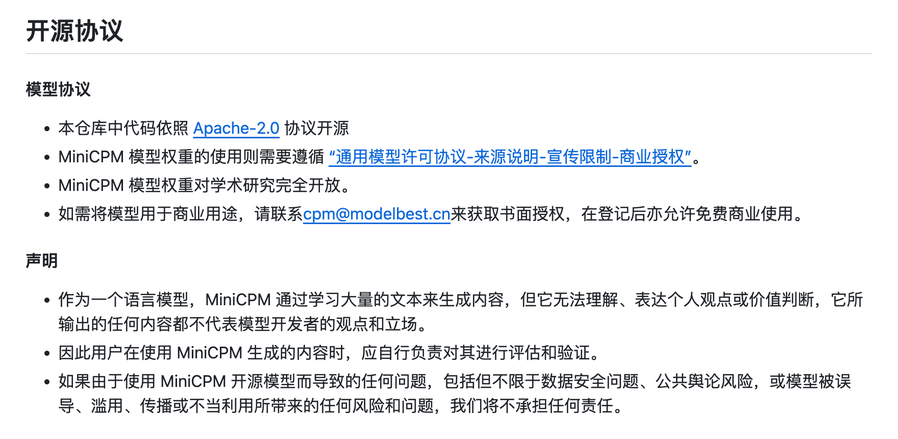 开源协议
模型协议
• 本仓库中代码依照 Apache-2.0 协议开源
• MiniCPM 模型权重的使用则需要遵循 “通用模型许可协议-来源说明-宣传限制-商业授权”。
• MiniCPM 模型权重对学术研究完全开放。
• 如需将模型用于商业用途，请联系cpm@modelbest.cn来获取书面授权，在登记后亦允许免费商业使用。
声明
• 作为一个语言模型，MiniCPM 通过学习大量的文本来生成内容，但它无法理解、表达个人观点或价值判断，它所
输出的任何内容都不代表模型开发者的观点和立场。
• 因此用户在使用 MiniCPM 生成的内容时，应自行负责对其进行评估和验证。
• 如果由于使用 MiniCPM 开源模型而导致的任何问题，包括但不限于数据安全问题、公共舆论风险，或模型被误
导、滥用、传播或不当利用所带来的任何风险和问题，我们将不承担任何责任。